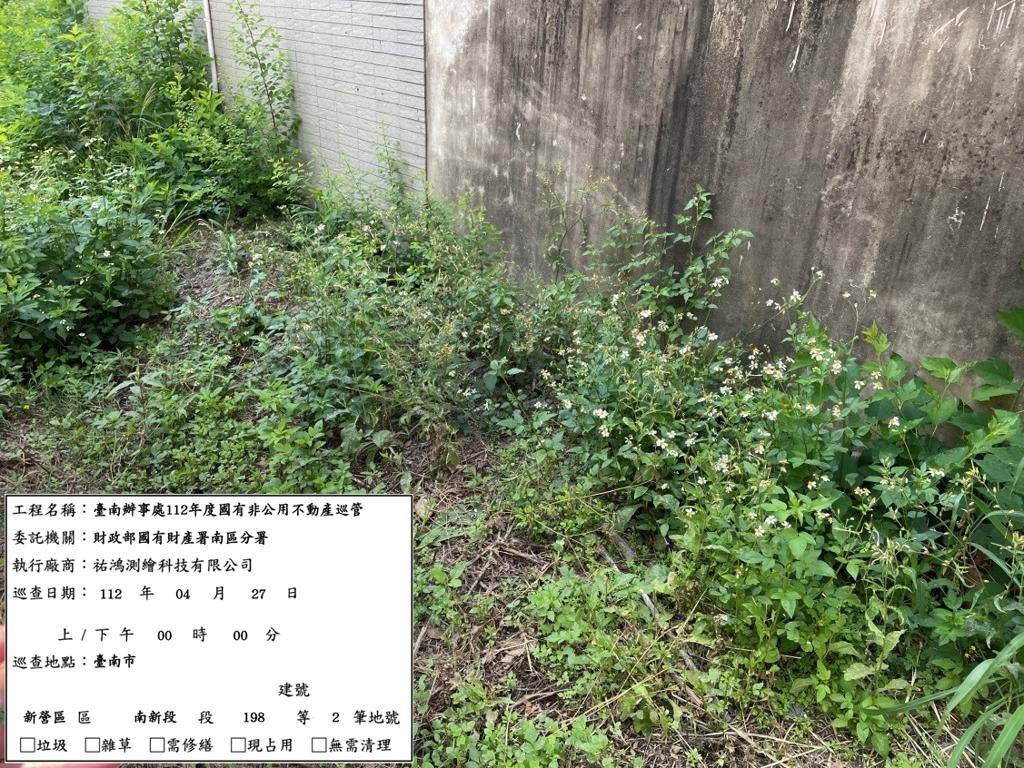 工程名稱：臺南辦事處112年度國有非公用不動產巡管
委託機關：財政部國有財產署南區分署
執行廠商：祐鴻測繪科技有限公司
巡查日期： 112 年 04 月 27 日
上 / 下 午 00 時 00 分
巡查地點：臺南市
建號
新營區 區 南新段 段 198 等 2 筆地號
□垃圾 □雜草 □需修繕 □現占用 □無需清理